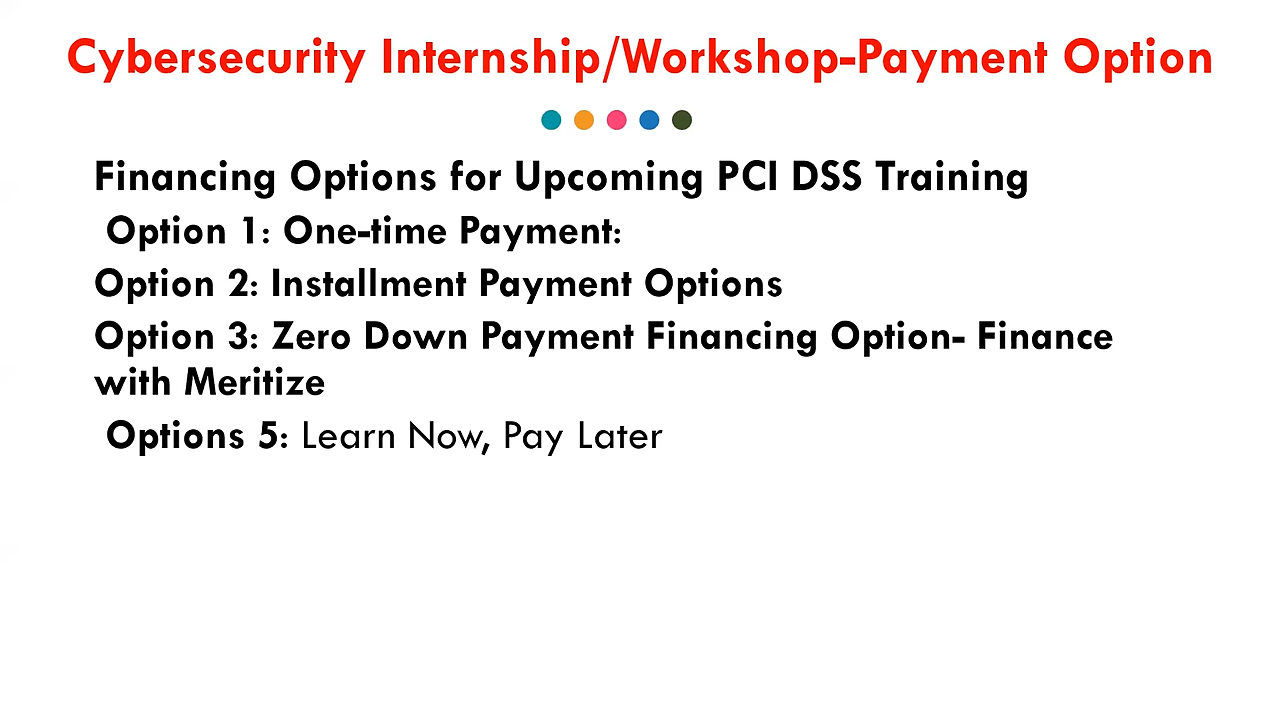 Cybersecurity Internship/Workshop-Payment Option
Financing Options for Upcoming PCI DSS Training
Option 1: One-time Payment:
Option 2: Installment Payment Options
Option 3: Zero Down Payment Financing Option- Finance
with Meritize
Options 5: Learn Now, Pay Later